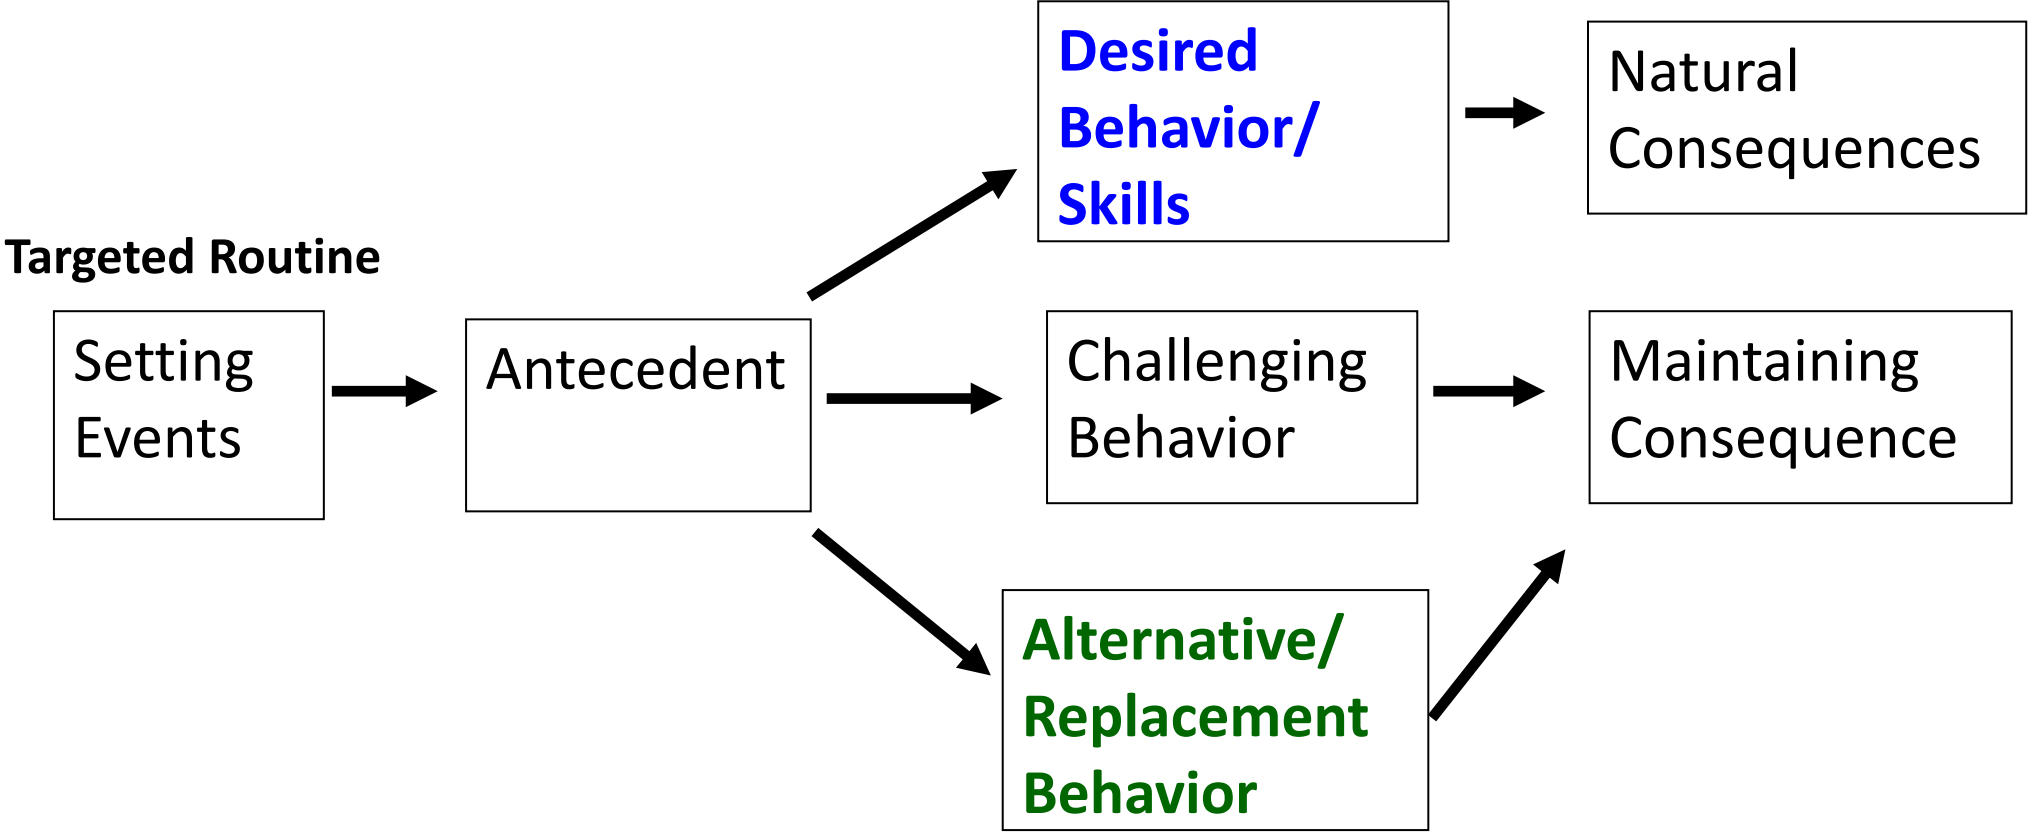 Desired
Behavior/
Skills
Natural
Consequences
Targeted Routine
Setting
Events
Antecedent
Challenging
Behavior
Maintaining
Consequence
Alternative/
Replacement
Behavior